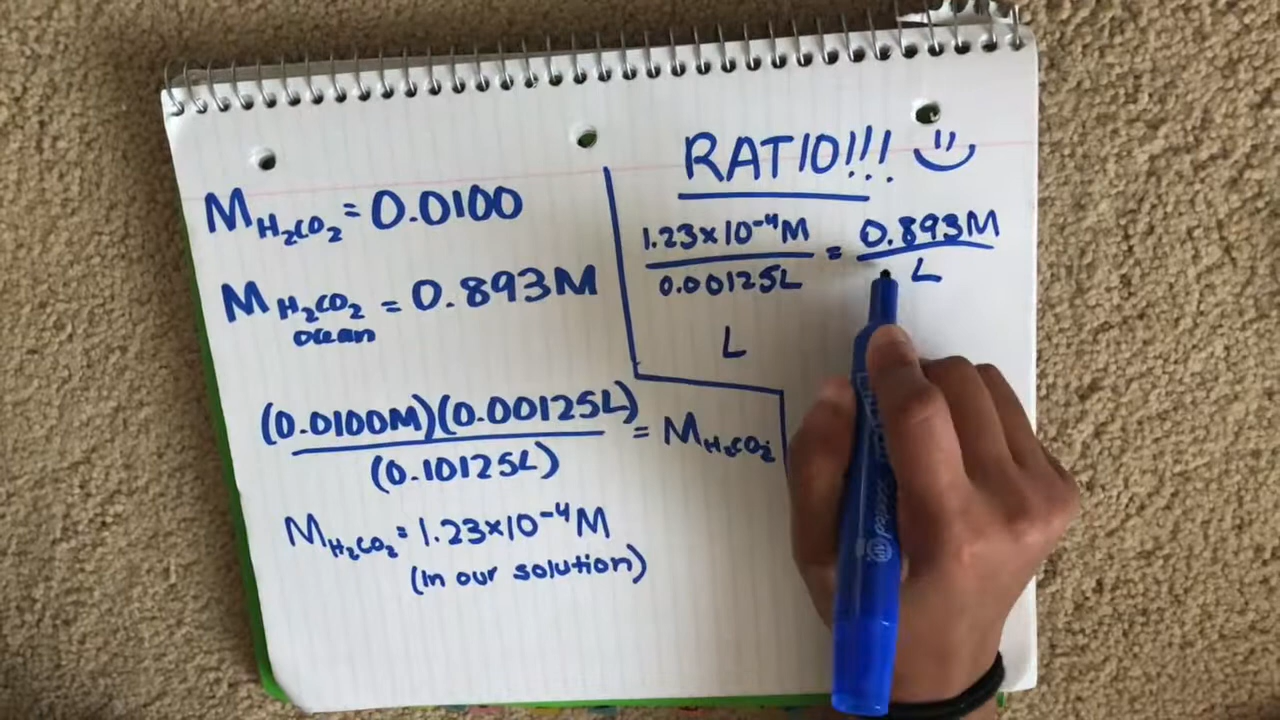 M H₂CO₂ = 0.0100
M H₂CO₂ = 0.893M
ocean
(0.0100M)(0.00125L) = M H₂CO₂
(0.10125L)
M H₂CO₂ = 1.23×10⁻⁴M
(In our solution)
RATIO!!!
1.23×10⁻⁴M = 0.893M
0.00125L L
L